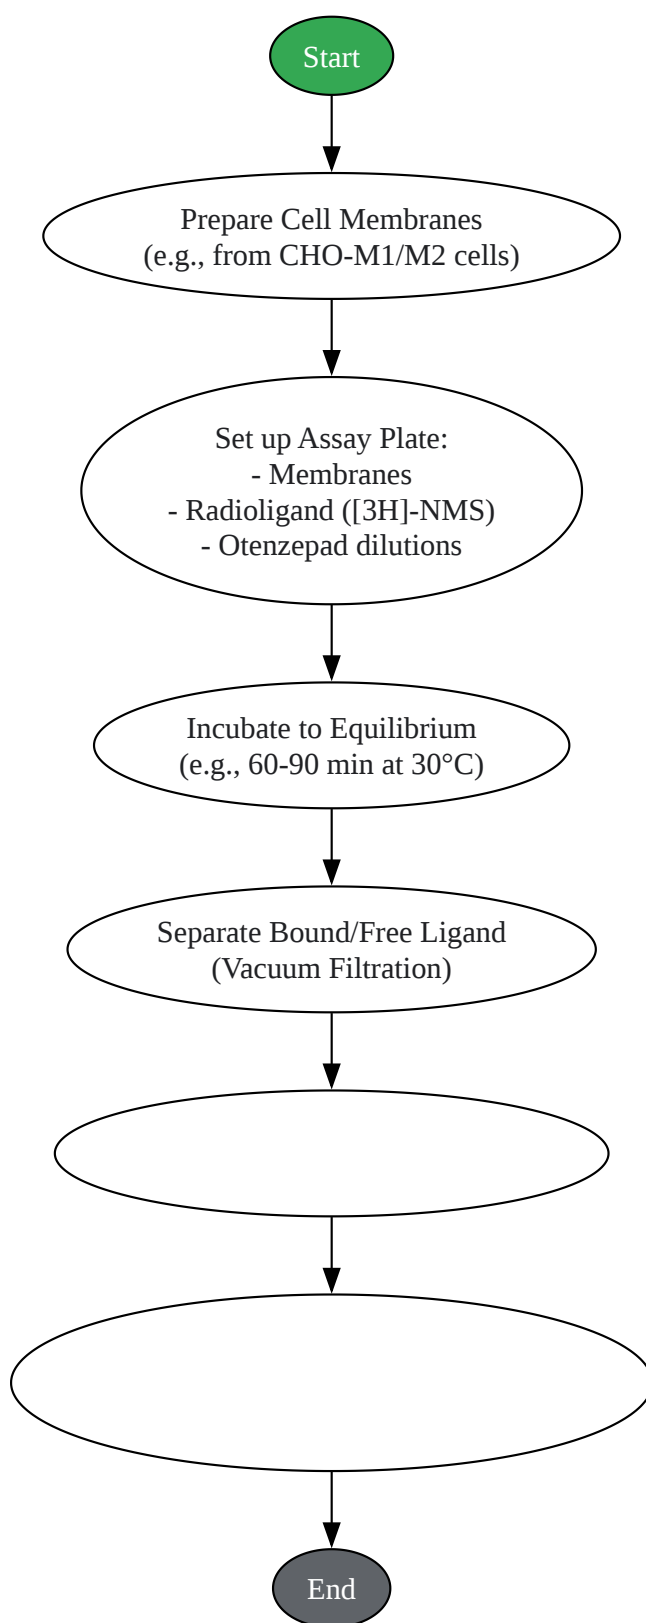 Start
Prepare Cell Membranes
(e.g., from CHO-M1/M2 cells)
Set up Assay Plate:
- Membranes
- Radioligand ([3H]-NMS)
- Otenzepad dilutions
Incubate to Equilibrium
(e.g., 60-90 min at 30°C)
Separate Bound/Free Ligand
(Vacuum Filtration)
End